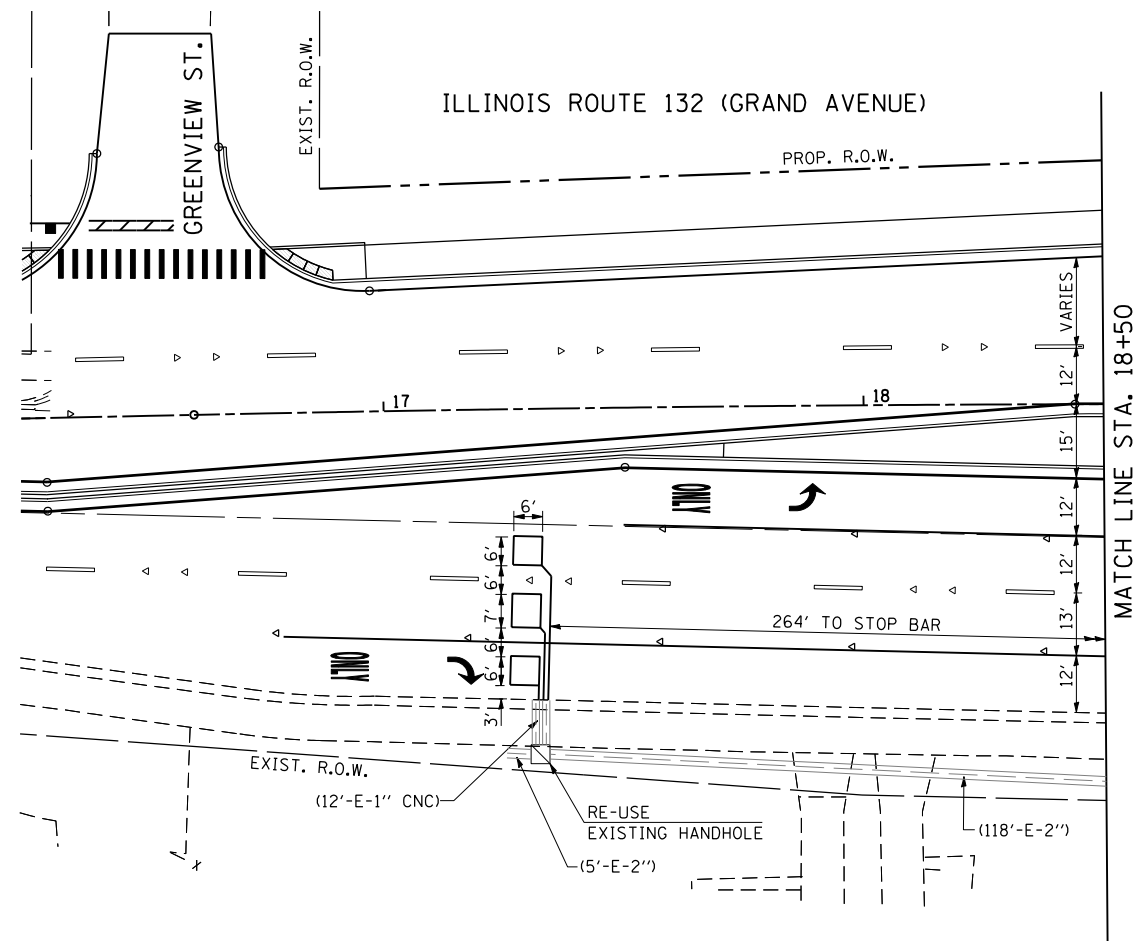 GREENVIEW ST.
EXIST. R.O.W.
ILLINOIS ROUTE 132 (GRAND AVENUE)
PROP. R.O.W.
VARIES
12'
15'
12'
12'
13'
12'
MATCH LINE STA. 18+50
17
18
ONLY
6'
6'
6'
7'
6'
6'
3'
264' TO STOP BAR
ONLY
EXIST. R.O.W.
(12'-E-1'' CNC)
RE-USE
EXISTING HANDHOLE
(5'-E-2'')
(118'-E-2'')
X